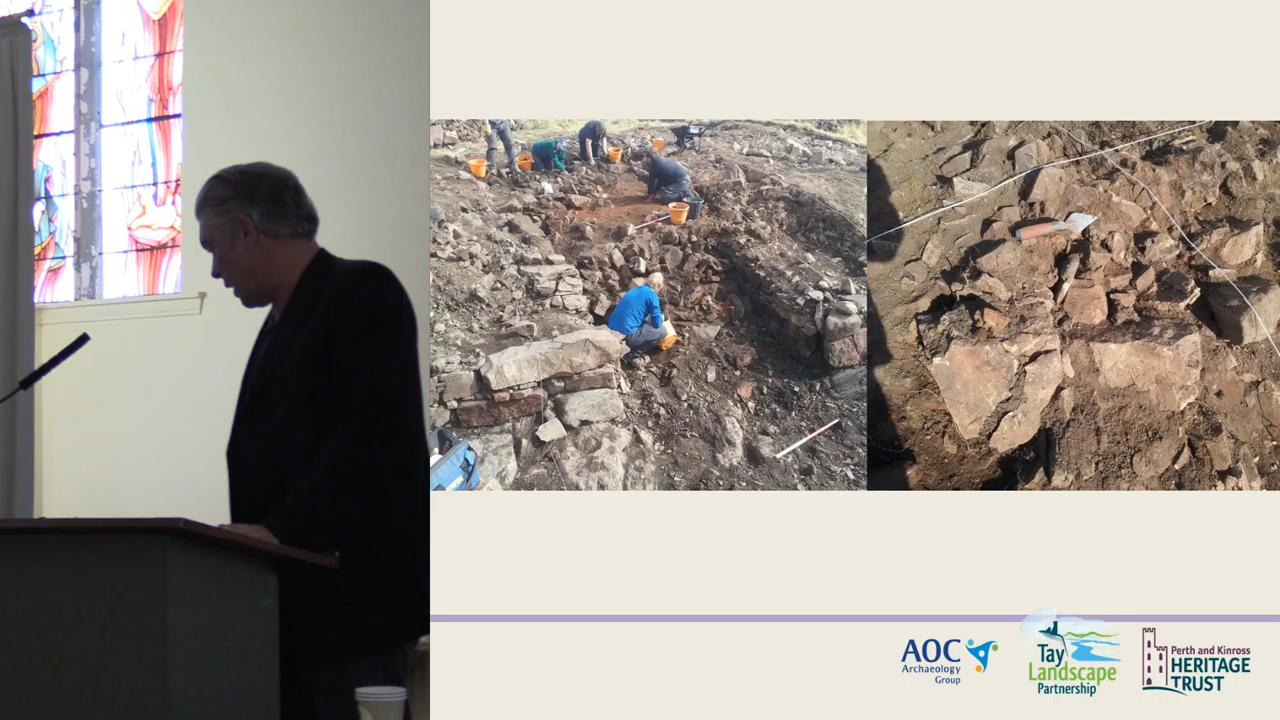 AOC
Archaeology
Group
Tay
Landscape
Partnership
Perth and Kinross
HERITAGE
TRUST